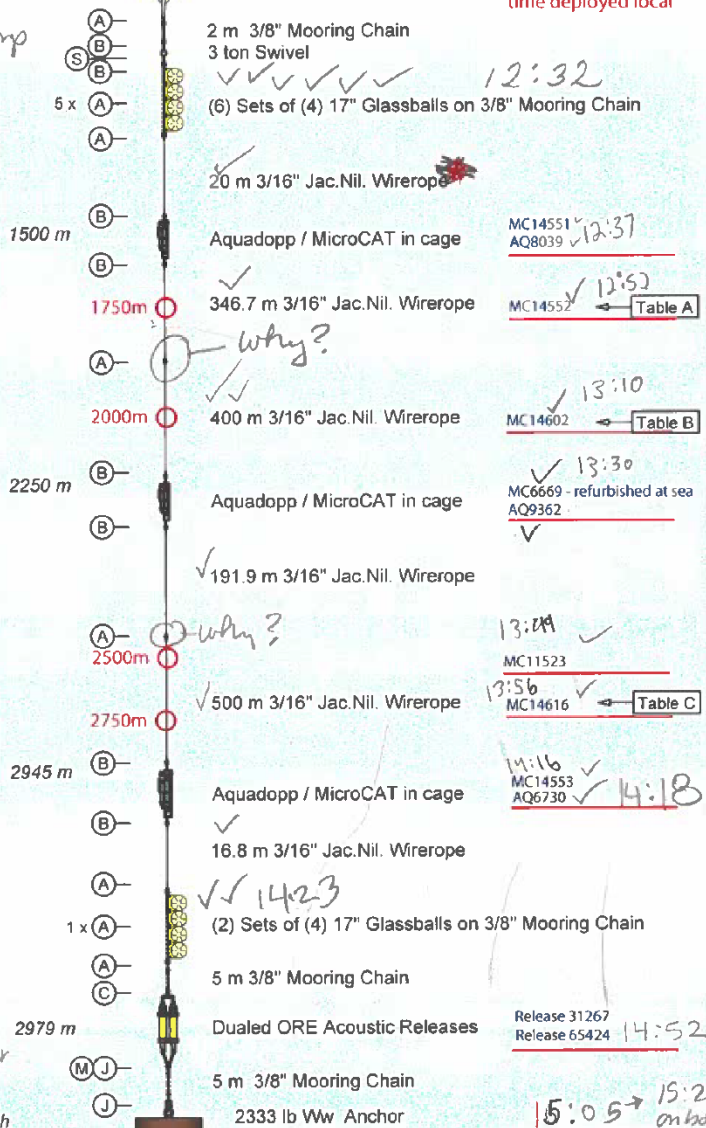 time deployed local
A
2 m 3/8" Mooring Chain
B
3 ton Swivel
S
B
✓ ✓ ✓ ✓ ✓ ✓ 12:32
5 x A (6) Sets of (4) 17" Glassballs on 3/8" Mooring Chain
A
✓
20 m 3/16" Jac.Nil. Wirerope
B
1500 m Aquadopp / MicroCAT in cage MC14551 ✓
AQ8039 ✓ 12:37
B
✓ ✓ 12:52
1750m 346.7 m 3/16" Jac.Nil. Wirerope MC14552 Table A
why?
A
✓ ✓ ✓ 13:10
2000m 400 m 3/16" Jac.Nil. Wirerope MC14602 Table B
B
✓ 13:30
2250 m Aquadopp / MicroCAT in cage MC6669 - refurbished at sea
AQ9362
B ✓
✓ 191.9 m 3/16" Jac.Nil. Wirerope
A why? ✓
2500m MC11523
13:56 ✓
✓ 500 m 3/16" Jac.Nil. Wirerope MC14616 Table C
2750m
B
14:16 ✓
2945 m Aquadopp / MicroCAT in cage MC14553
AQ6730 ✓ 14:18
B ✓
16.8 m 3/16" Jac.Nil. Wirerope
A
✓ ✓ 1423
1 x A (2) Sets of (4) 17" Glassballs on 3/8" Mooring Chain
A
5 m 3/8" Mooring Chain
C
2979 m Dualed ORE Acoustic Releases Release 31267
Release 65424 14:52
M J
5 m 3/8" Mooring Chain
J
2333 lb Ww Anchor 15:05